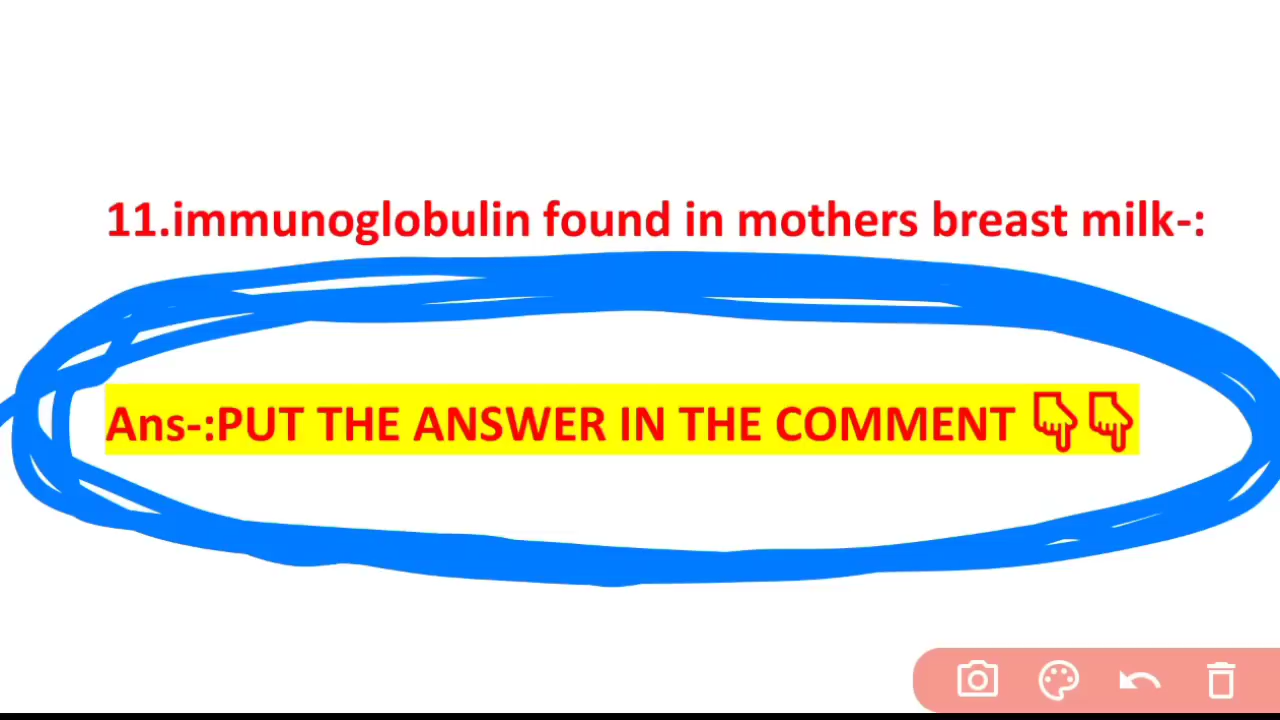 11.immunoglobulin found in mothers breast milk-:
Ans-:PUT THE ANSWER IN THE COMMENT 👇👇